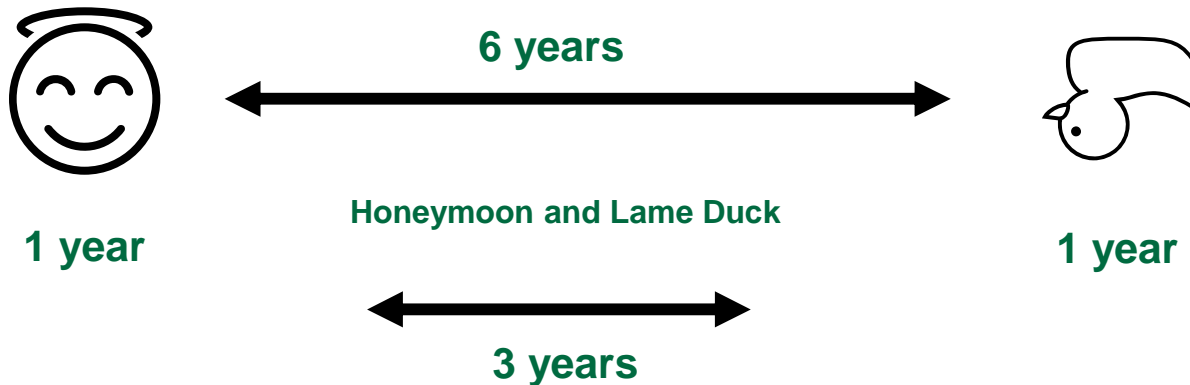 6 years
Honeymoon and Lame Duck
1 year
1 year
3 years